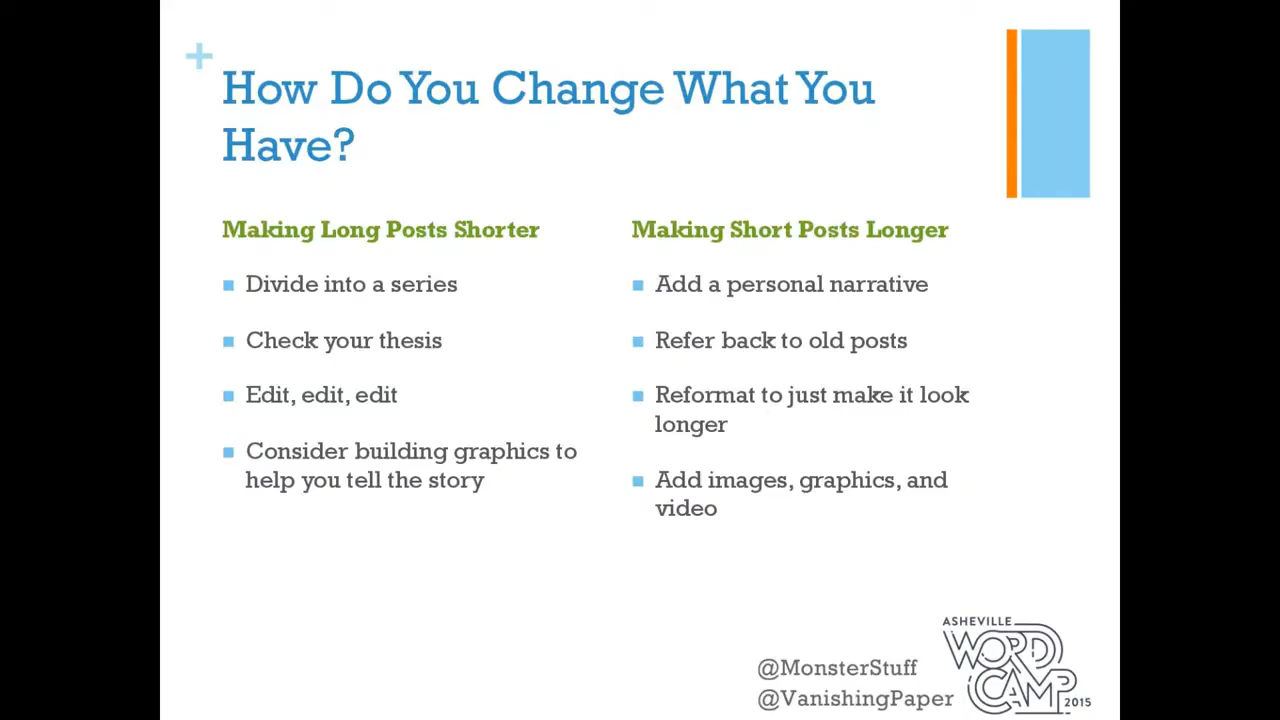 +
How Do You Change What You
Have?
Making Long Posts Shorter
Divide into a series
Check your thesis
Edit, edit, edit
Consider building graphics to
help you tell the story
Making Short Posts Longer
Add a personal narrative
Refer back to old posts
Reformat to just make it look
longer
Add images, graphics, and
video
@MonsterStuff
@VanishingPaper
ASHEVILLE
WORD
CAMP
2015